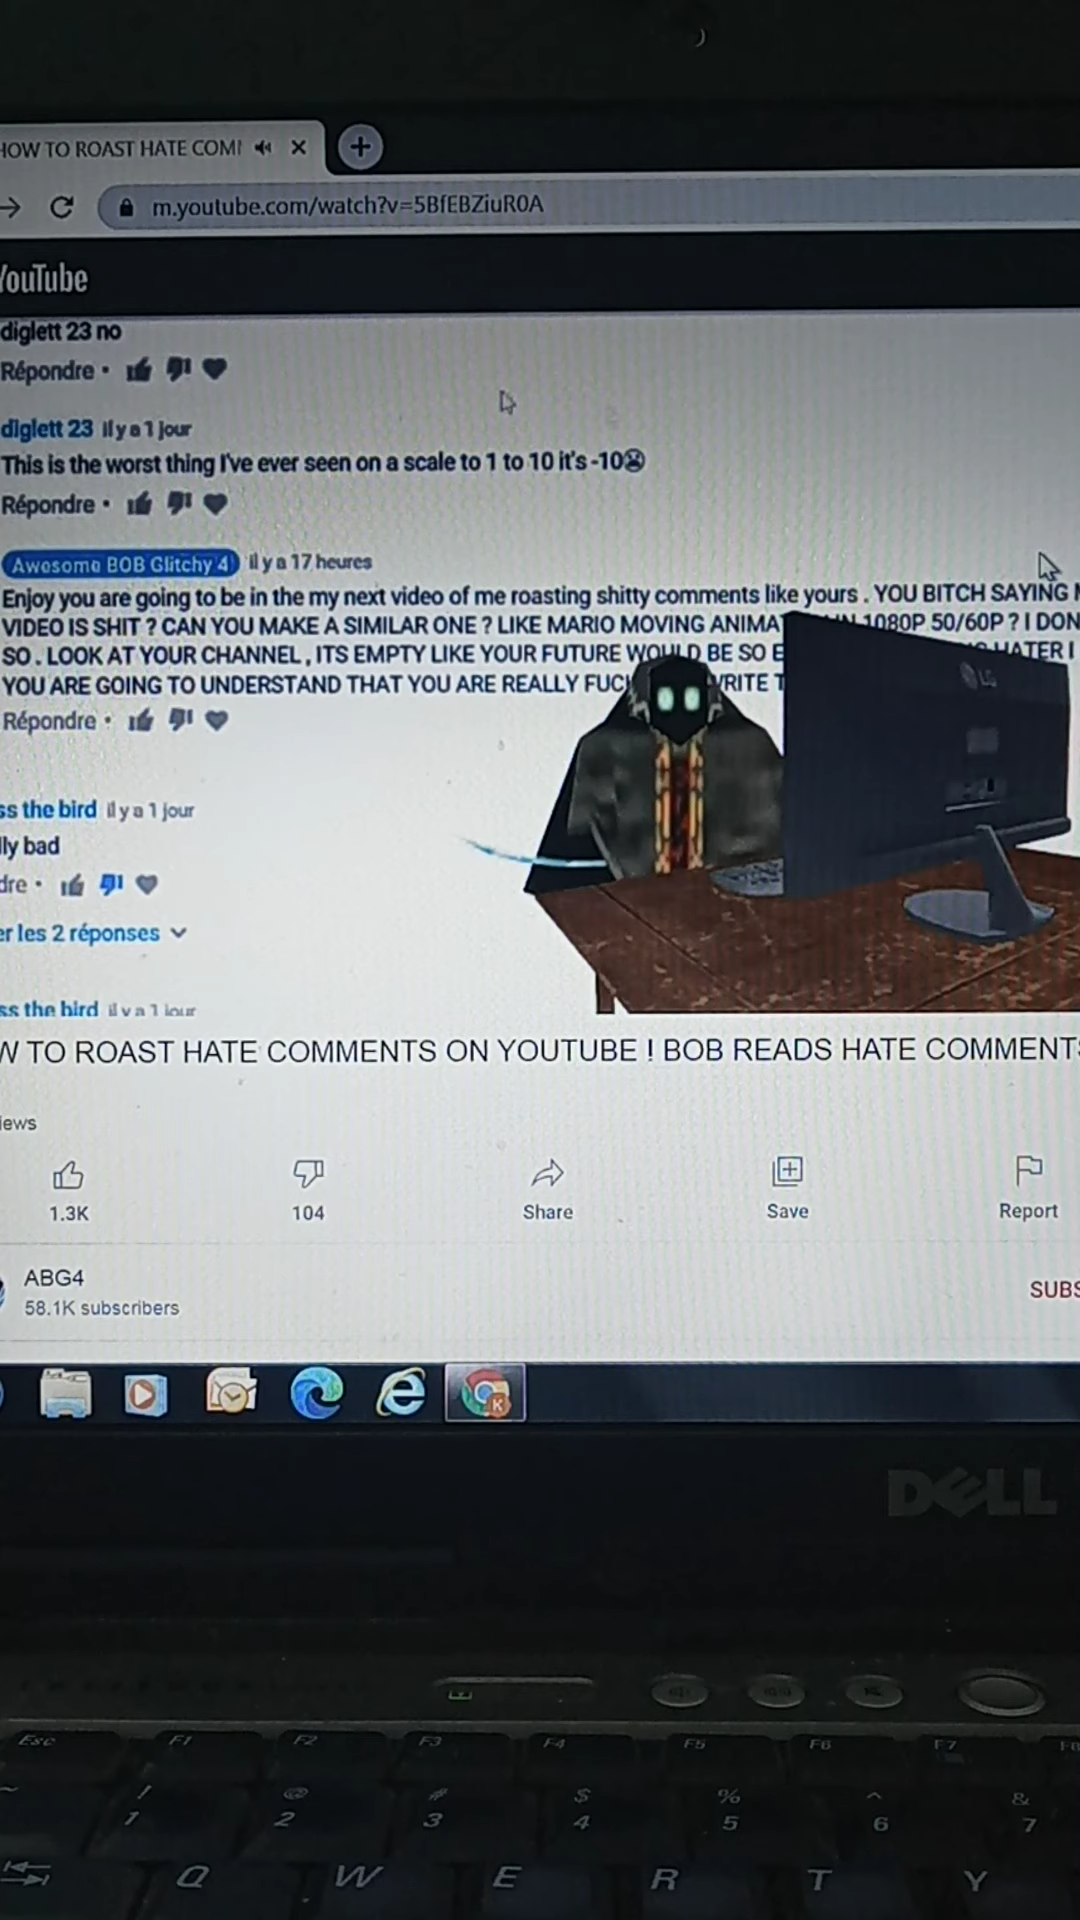 HOW TO ROAST HATE COM
m.youtube.com/watch?v=5BfEBZiuR0A
YouTube
diglett 23 no
Répondre •
diglett 23 il y a 1 jour
This is the worst thing I've ever seen on a scale to 1 to 10 it's -10
Répondre •
Awesome BOB Glitchy 4 il y a 17 heures
Enjoy you are going to be in the my next video of me roasting shitty comments like yours . YOU BITCH SAYING
VIDEO IS SHIT ? CAN YOU MAKE A SIMILAR ONE ? LIKE MARIO MOVING ANIMA 1080P 50/60P ? I DON
SO . LOOK AT YOUR CHANNEL , ITS EMPTY LIKE YOUR FUTURE WOULD BE SO E HATER I
YOU ARE GOING TO UNDERSTAND THAT YOU ARE REALLY FUC WRITE T
LG
Répondre •
ss the bird il y a 1 jour
lly bad
dre •
er les 2 réponses
ss the bird il y a 1 jour
W TO ROAST HATE COMMENTS ON YOUTUBE ! BOB READS HATE COMMENTS
iews
1.3K 104 Share Save Report
ABG4
58.1K subscribers
SUBS
K
DELL
Esc F1 F2 F3 F4 F5 F6 F7 F8
~ ! @ # $ % ^ &
1 2 3 4 5 6 7
Q W E R T Y